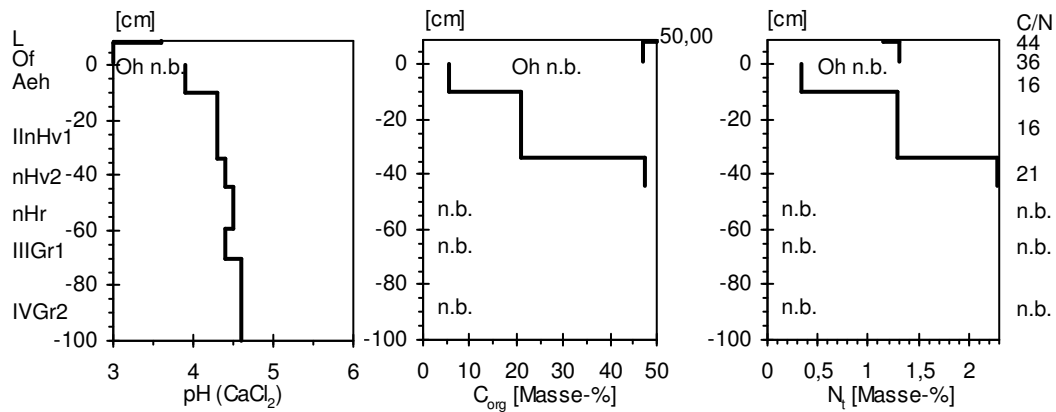 [cm]
[cm]
[cm]
C/N
L
50,00
44
Of
0
Oh n.b.
0
Oh n.b.
0
Oh n.b.
36
Aeh
16
-20
-20
-20
IInHv1
16
-40
-40
-40
nHv2
21
nHr
n.b.
n.b.
n.b.
-60
-60
-60
IIIGr1
n.b.
n.b.
n.b.
-80
-80
-80
IVGr2
n.b.
n.b.
n.b.
-100
-100
-100
3 4 5 6
0 10 20 30 40 50
0 0,5 1 1,5 2
pH (CaCl2)
Corg [Masse-%]
Nt [Masse-%]